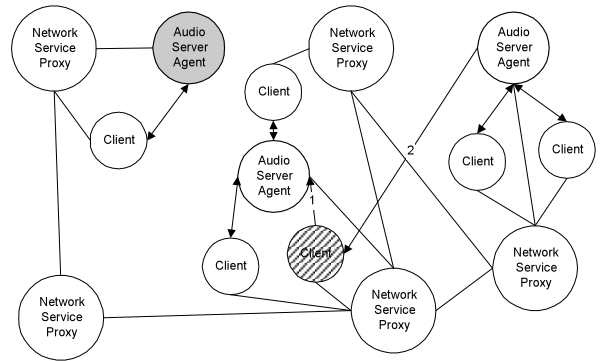 Network
Service
Proxy
Audio
Server
Agent
Network
Service
Proxy
Audio
Server
Agent
Client
Client
2
Client
Client
Audio
Server
Agent
1
Client
Client
Network
Service
Proxy
Network
Service
Proxy
Network
Service
Proxy